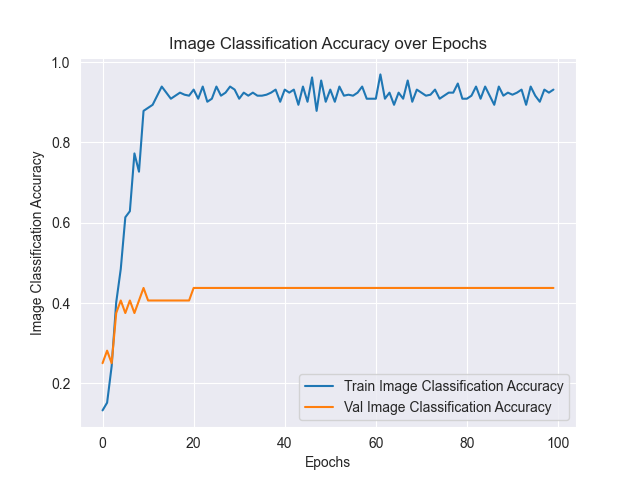 Image Classification Accuracy over Epochs
Image Classification Accuracy
1.0
0.8
0.6
0.4
0.2
Train Image Classification Accuracy
Val Image Classification Accuracy
0 20 40 60 80 100
Epochs